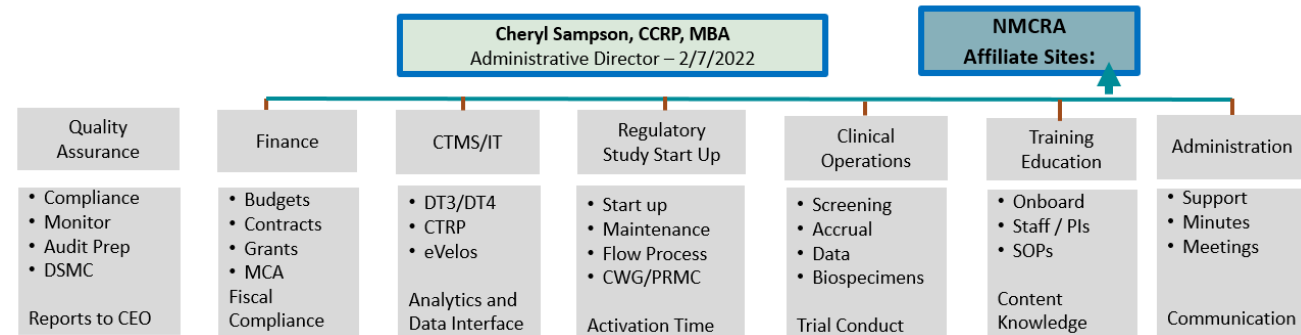 Cheryl Sampson, CCRP, MBA
Administrative Director – 2/7/2022
NMCRA
Affiliate Sites:
Quality
Assurance
• Compliance
• Monitor
• Audit Prep
• DSMC
Reports to CEO
Finance
• Budgets
• Contracts
• Grants
• MCA
Fiscal
Compliance
CTMS/IT
• DT3/DT4
• CTRP
• eVelos
Analytics and
Data Interface
Regulatory
Study Start Up
• Start up
• Maintenance
• Flow Process
• CWG/PRMC
Activation Time
Clinical
Operations
• Screening
• Accrual
• Data
• Biospecimens
Trial Conduct
Training
Education
• Onboard
• Staff / PIs
• SOPs
Content
Knowledge
Administration
• Support
• Minutes
• Meetings
Communication